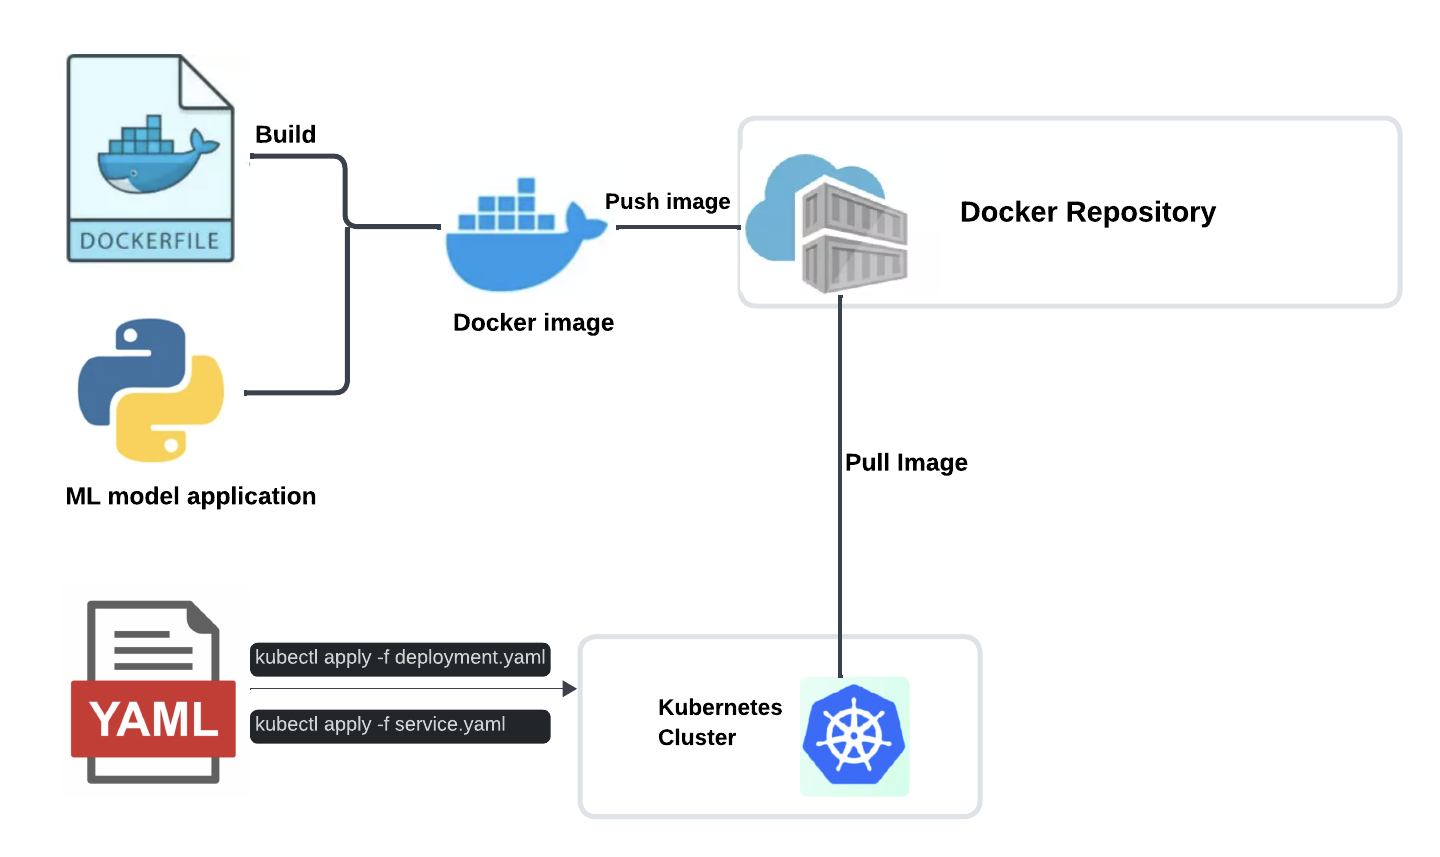 Build
DOCKERFILE
Push image
Docker Repository
Docker image
ML model application
Pull Image
kubectl apply -f deployment.yaml
YAML
kubectl apply -f service.yaml
Kubernetes
Cluster